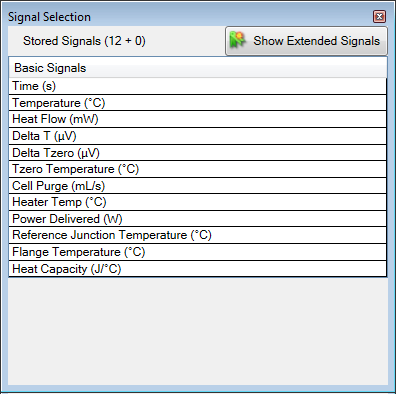 Signal Selection
Stored Signals (12 + 0)
Show Extended Signals
Basic Signals
Time (s)
Temperature (°C)
Heat Flow (mW)
Delta T (µV)
Delta Tzero (µV)
Tzero Temperature (°C)
Cell Purge (mL/s)
Heater Temp (°C)
Power Delivered (W)
Reference Junction Temperature (°C)
Flange Temperature (°C)
Heat Capacity (J/°C)